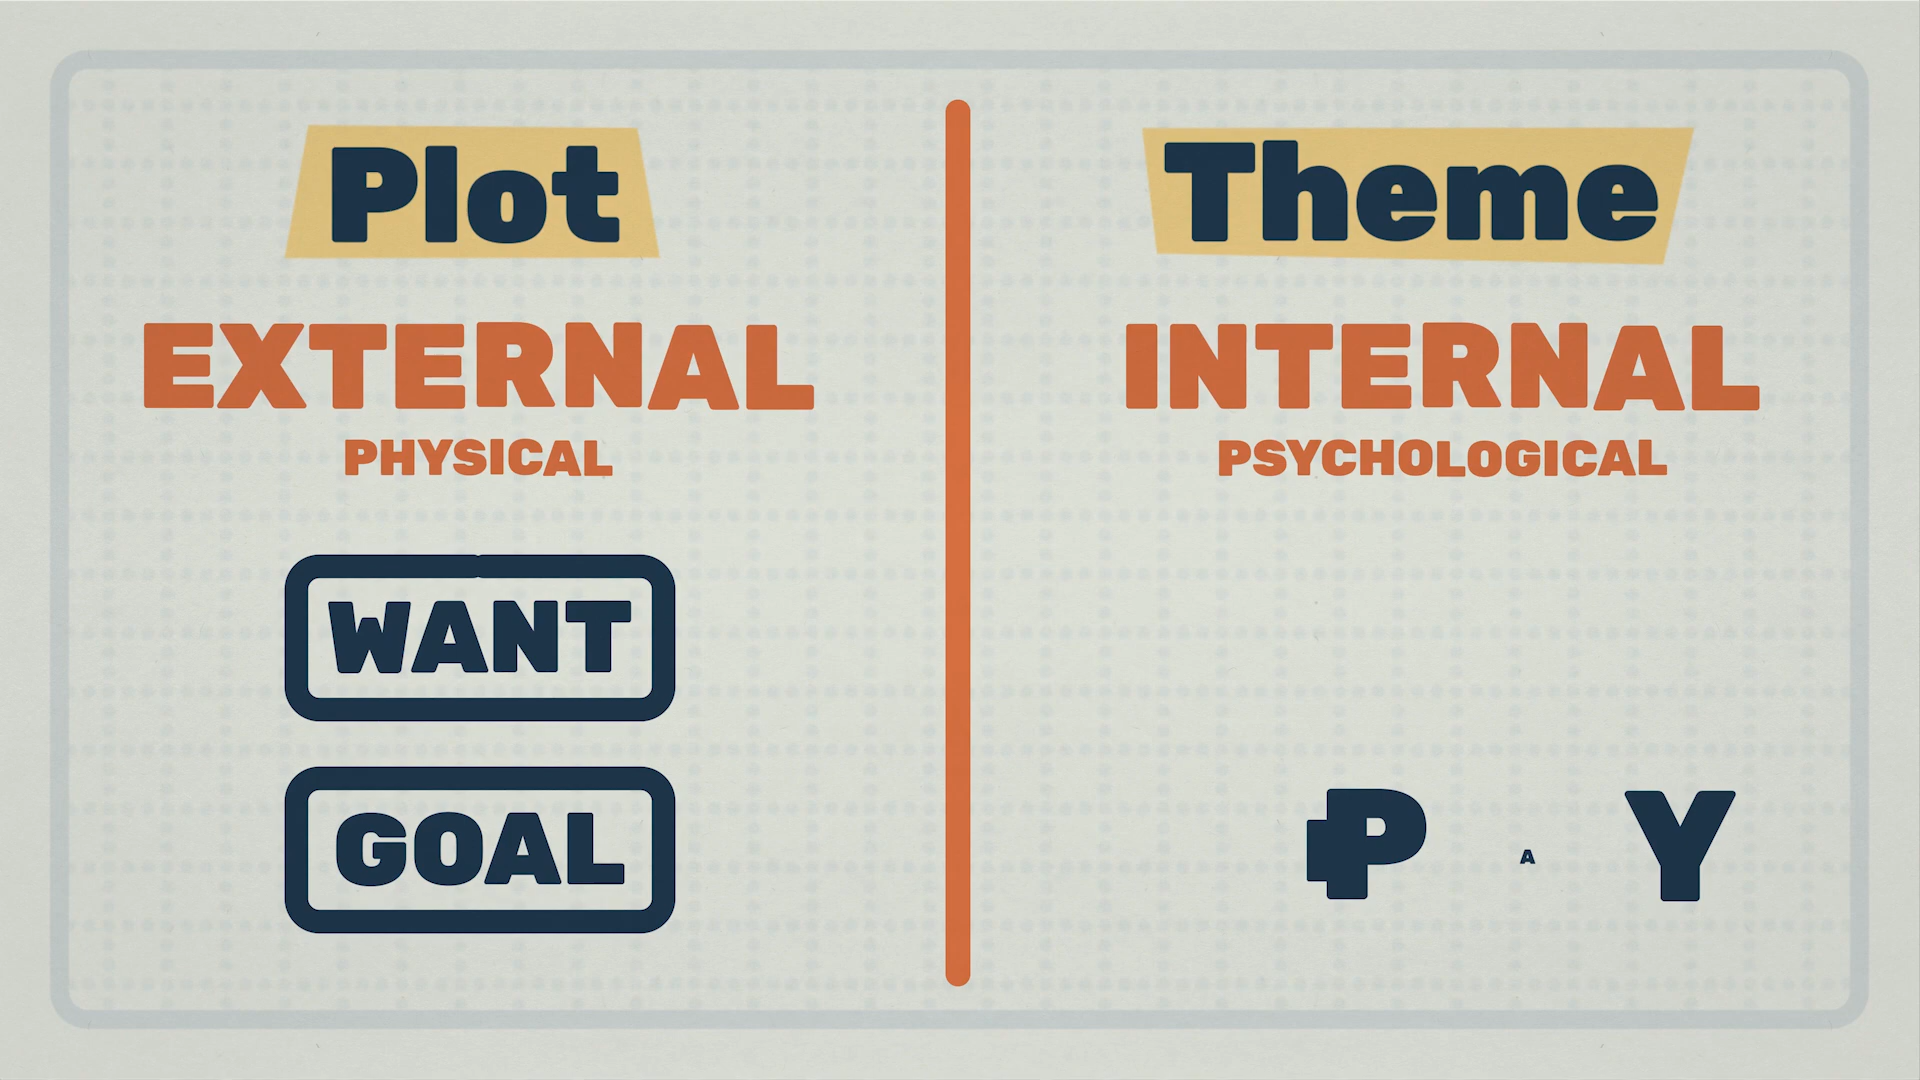 Plot
EXTERNAL
PHYSICAL
WANT
GOAL
Theme
INTERNAL
PSYCHOLOGICAL
P A Y